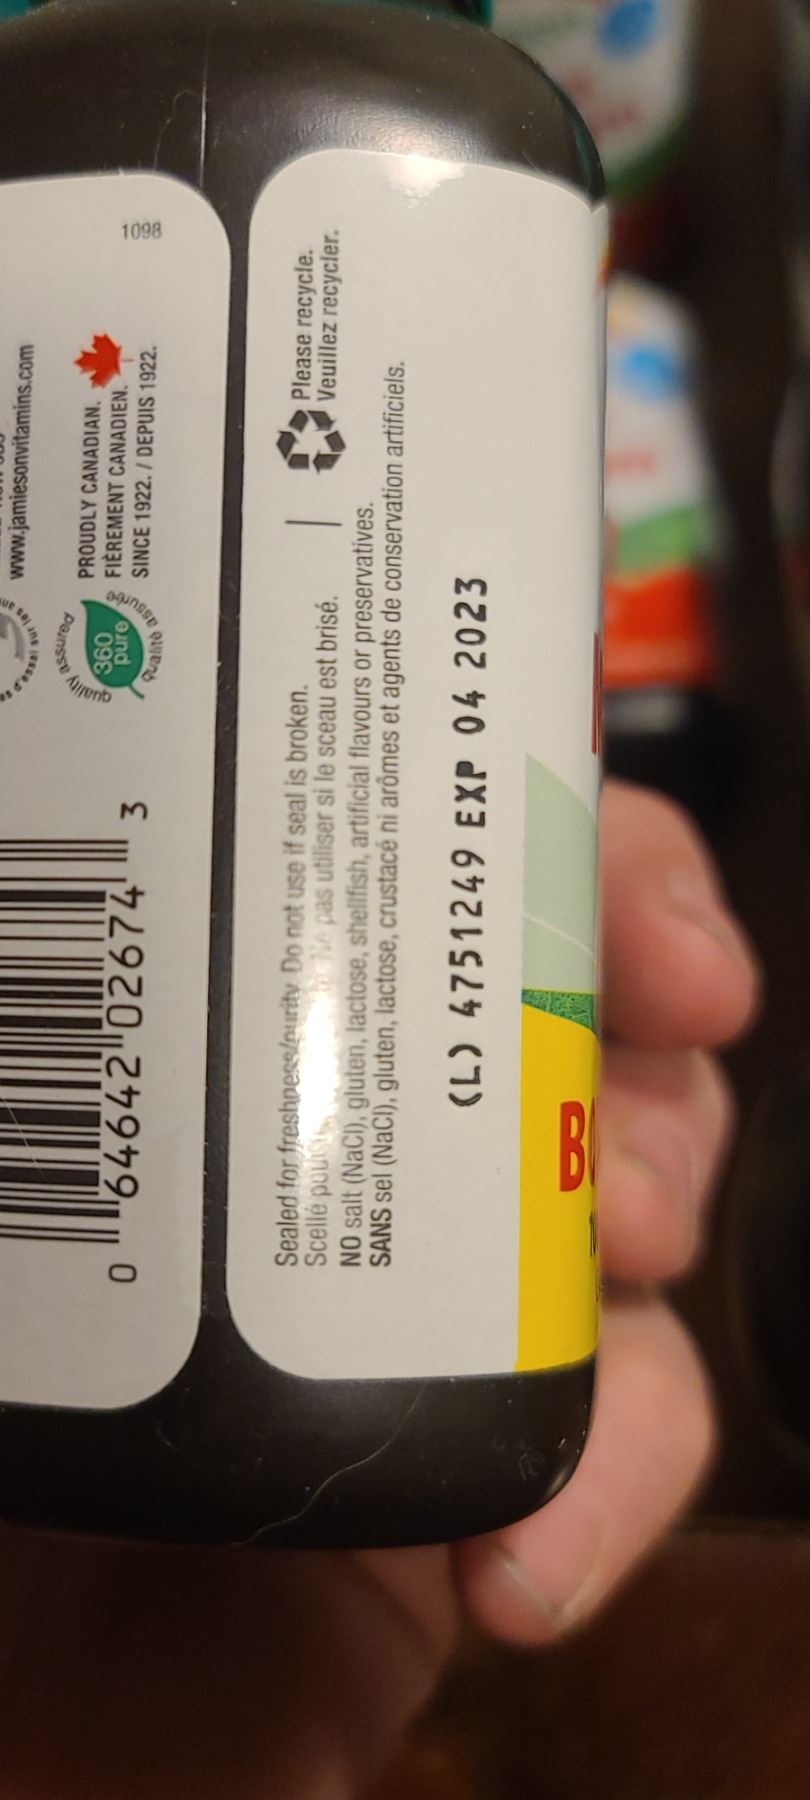 www.jamiesonvitamins.com
quality assured
360
pure
qualité assurée
PROUDLY CANADIAN.
FIÈREMENT CANADIEN.
SINCE 1922. / DEPUIS 1922.
1098
0 64642 02674 3
Sealed for freshness/purity. Do not use if seal is broken.
Scellé pas utiliser si le sceau est brisé.
Please recycle.
Veuillez recycler.
NO salt (NaCl), gluten, lactose, shellfish, artificial flavours or preservatives.
SANS sel (NaCl), gluten, lactose, crustacé ni arômes et agents de conservation artificiels.
(L) 4751249 EXP 04 2023